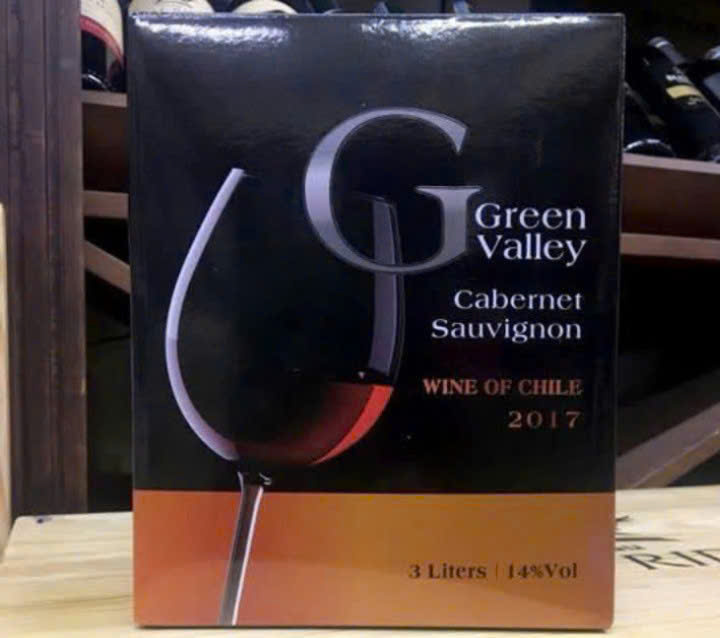 G
Green
Valley
Cabernet
Sauvignon
WINE OF CHILE
2017
3 Liters | 14%Vol